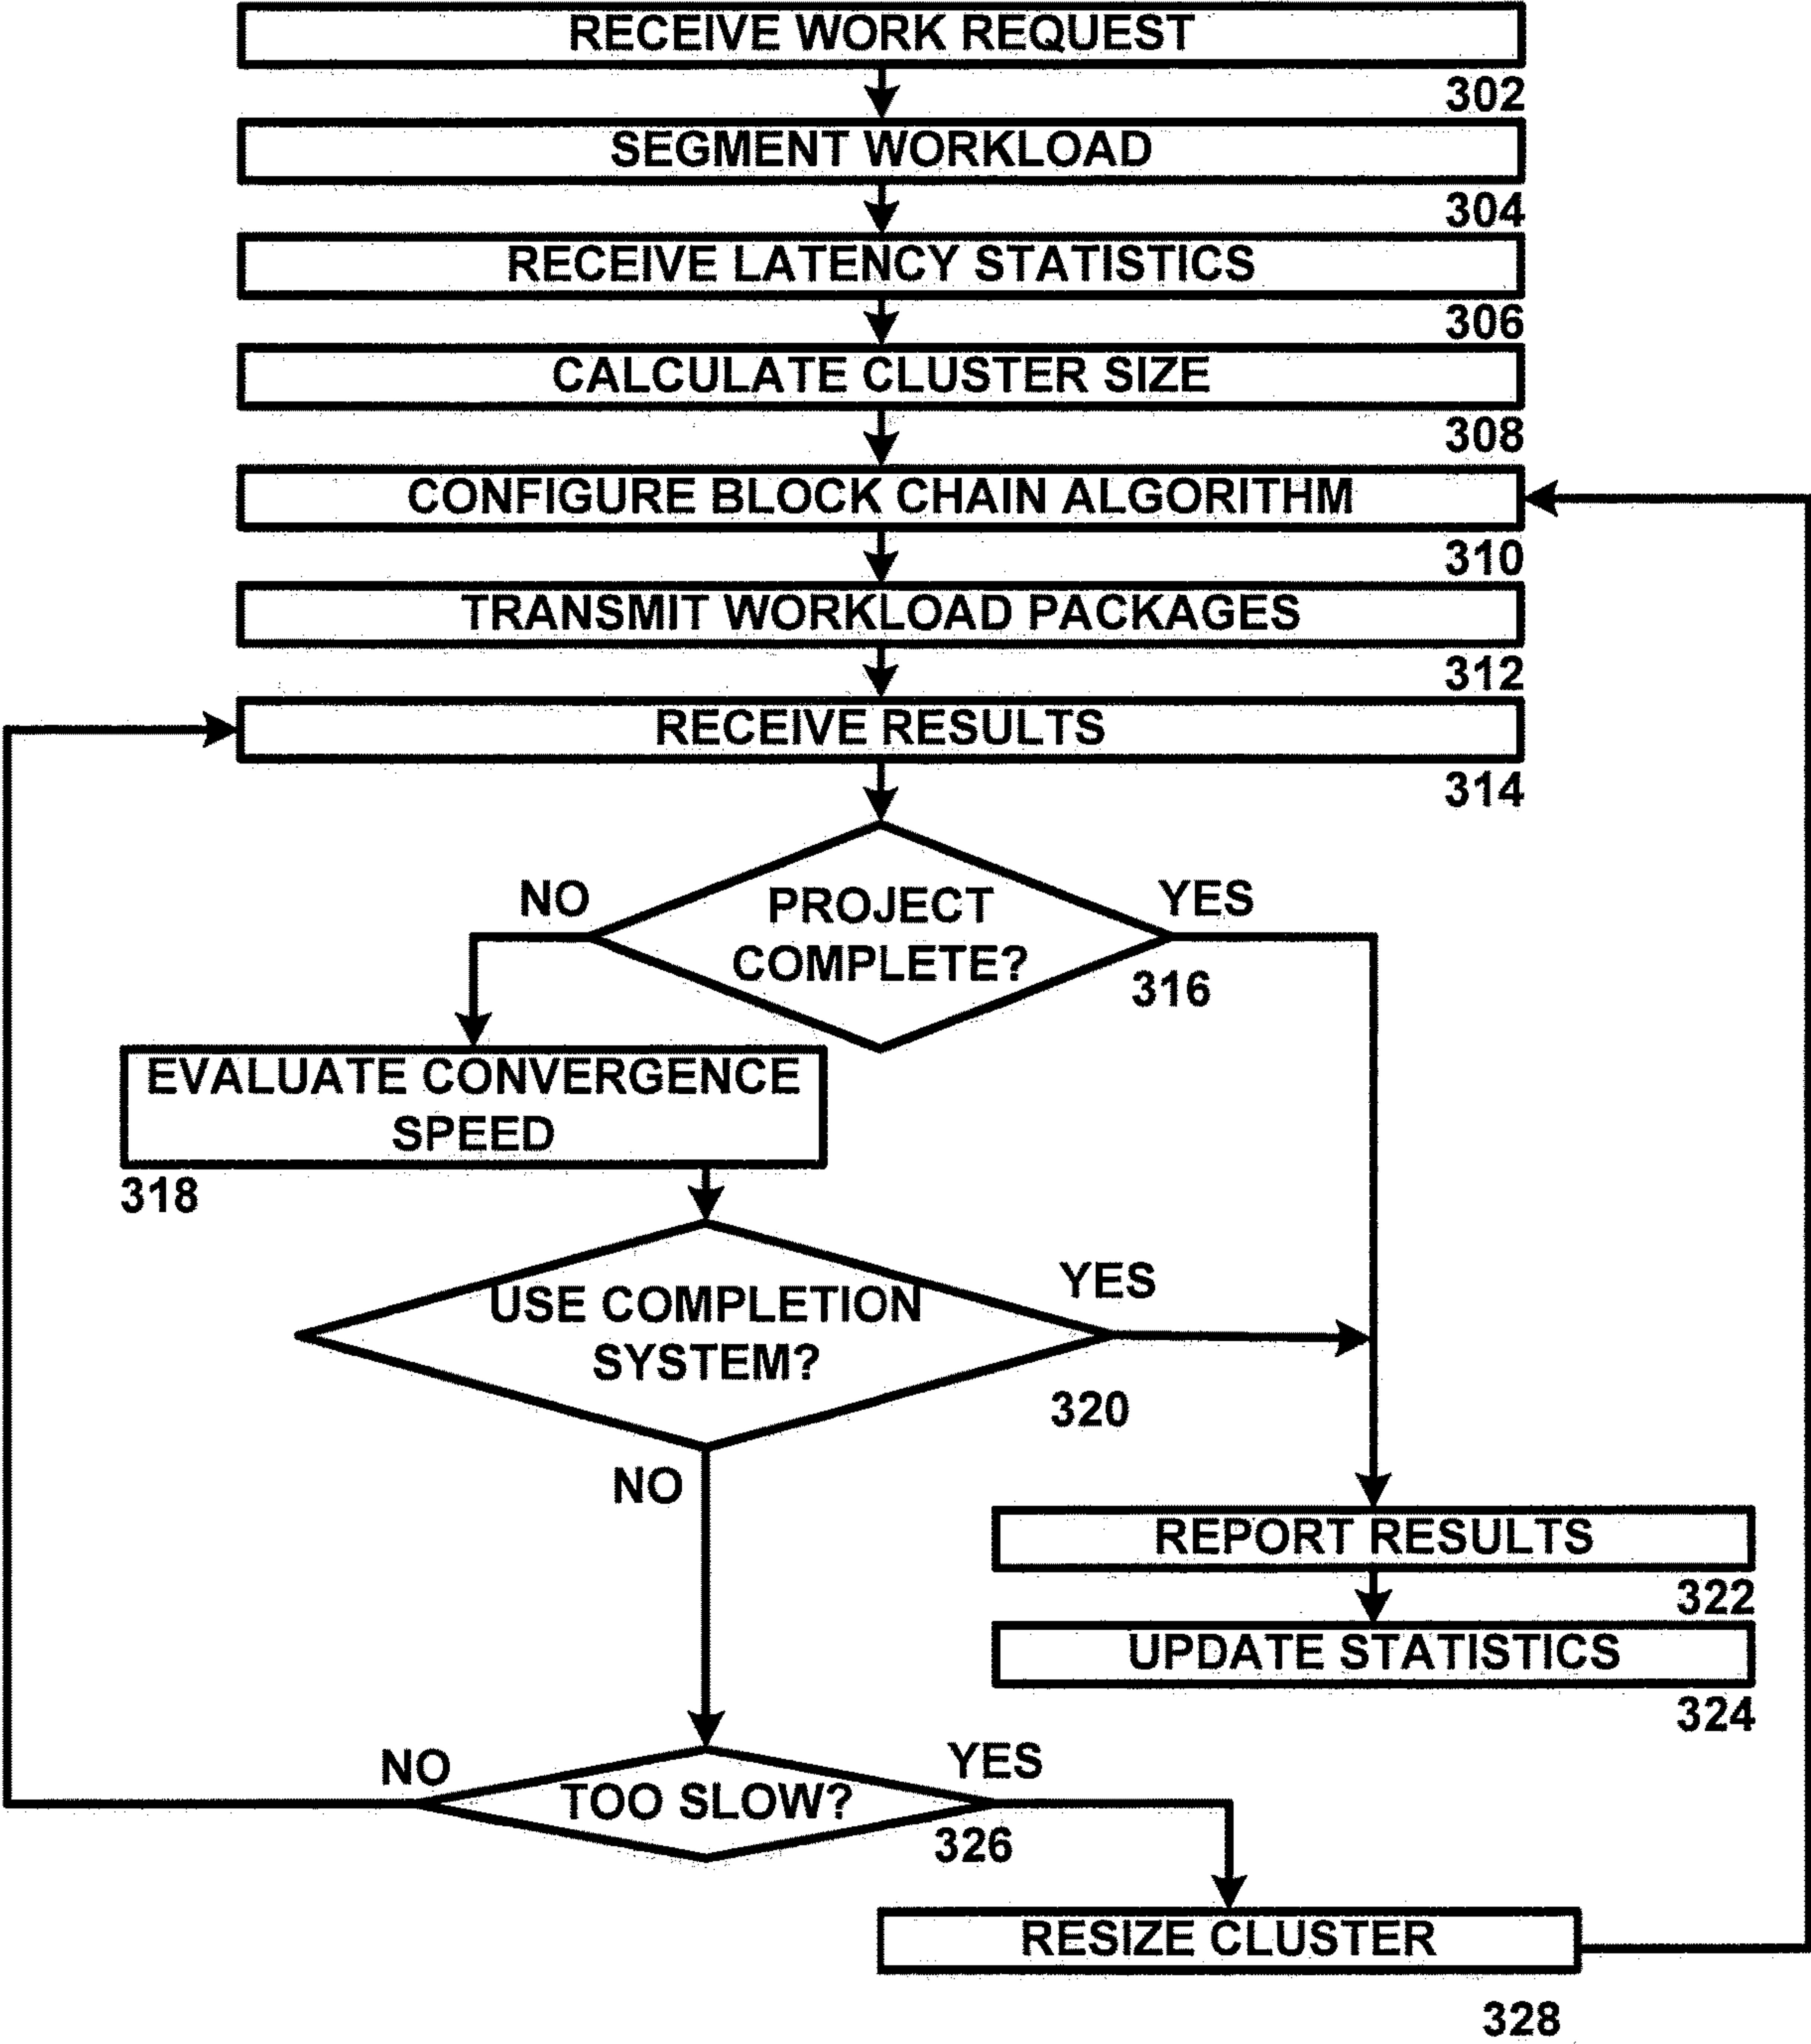 RECEIVE WORK REQUEST
302
SEGMENT WORKLOAD
304
RECEIVE LATENCY STATISTICS
306
CALCULATE CLUSTER SIZE
308
CONFIGURE BLOCK CHAIN ALGORITHM
310
TRANSMIT WORKLOAD PACKAGES
312
RECEIVE RESULTS
314
NO
YES
PROJECT
COMPLETE?
316
EVALUATE CONVERGENCE
SPEED
318
YES
USE COMPLETION
SYSTEM?
320
NO
REPORT RESULTS
322
UPDATE STATISTICS
324
NO
YES
TOO SLOW?
326
RESIZE CLUSTER
328